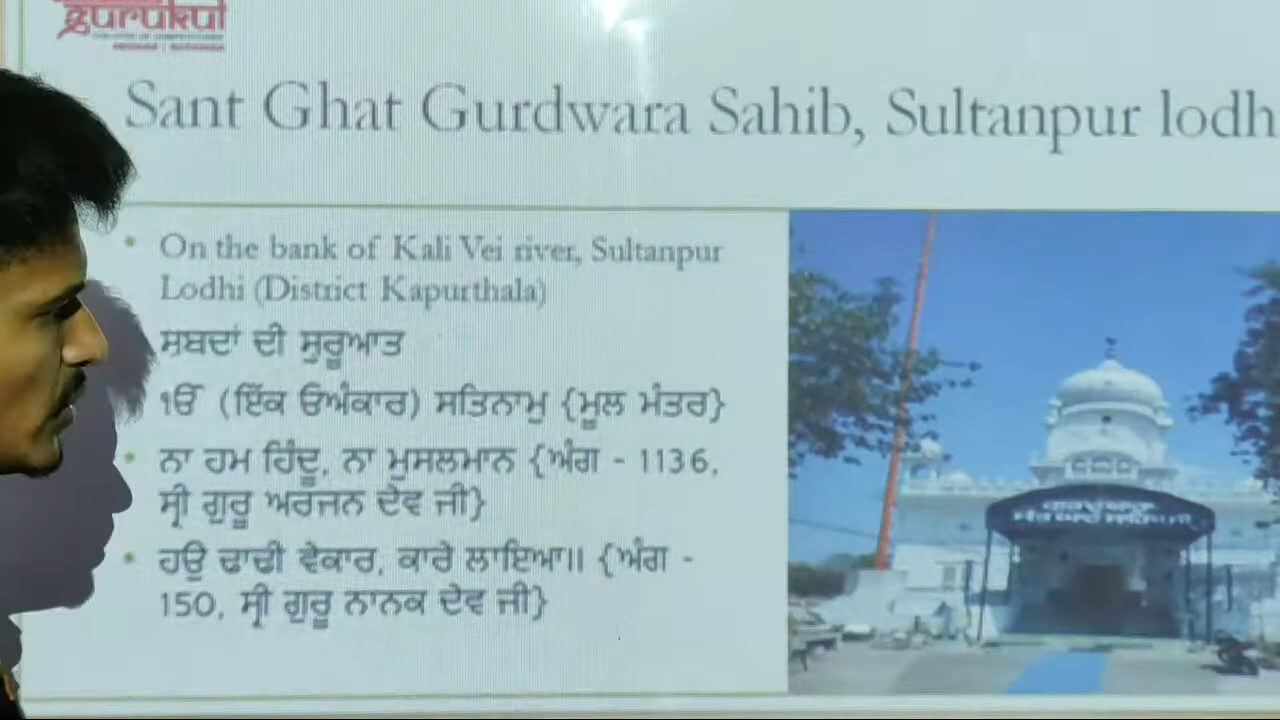 gurukul
Sant Ghat Gurdwara Sahib, Sultanpur lodh
On the bank of Kali Vei river, Sultanpur
Lodhi (District Kapurthala)
ਸ਼ਬਦਾਂ ਦੀ ਸੁਰੂਆਤ
ੴ (ਇੱਕ ਓਅੰਕਾਰ) ਸਤਿਨਾਮੁ {ਮੂਲ ਮੰਤਰ}
ਨਾ ਹਮ ਹਿੰਦੂ, ਨਾ ਮੁਸਲਮਾਨ {ਅੰਗ - 1136,
ਸ੍ਰੀ ਗੁਰੂ ਅਰਜਨ ਦੇਵ ਜੀ}
ਹਉ ਢਾਢੀ ਵੇਕਾਰ, ਕਾਰੇ ਲਾਇਆ॥ {ਅੰਗ -
150, ਸ੍ਰੀ ਗੁਰੂ ਨਾਨਕ ਦੇਵ ਜੀ}